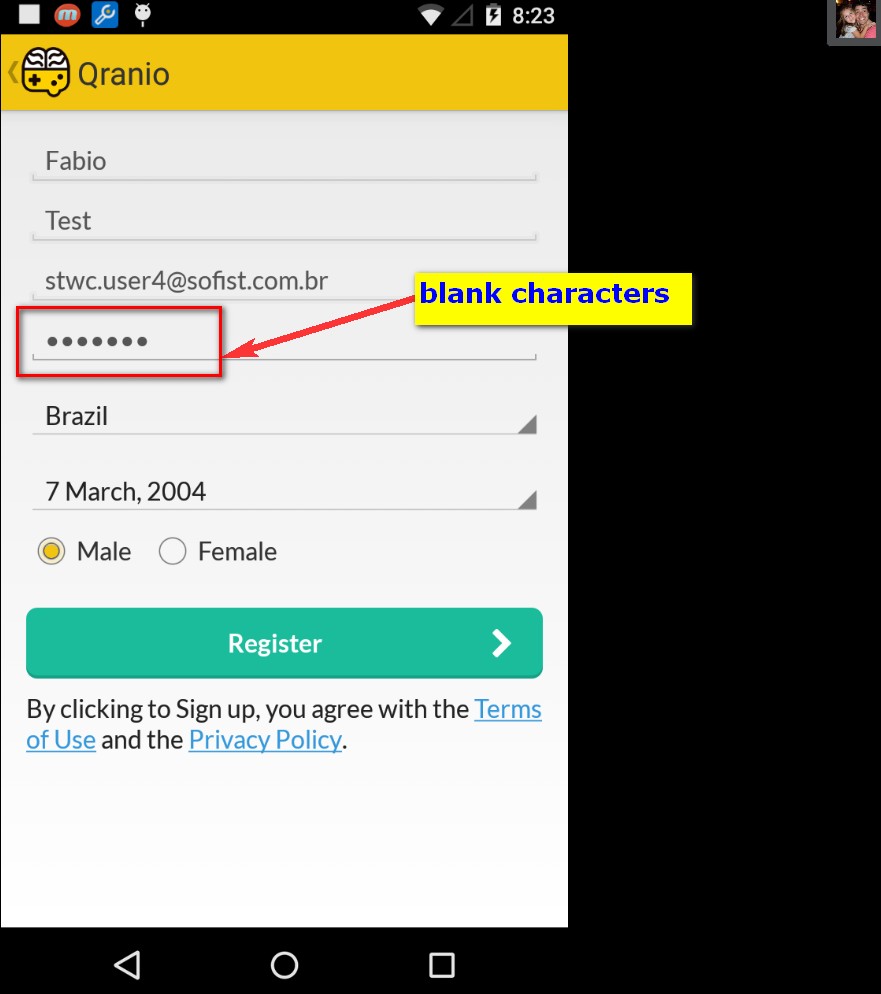 8:23
Qranio
Fabio
Test
stwc.user4@sofist.com.br
blank characters
•••••••
Brazil
7 March, 2004
Male Female
Register
By clicking to Sign up, you agree with the Terms
of Use and the Privacy Policy.